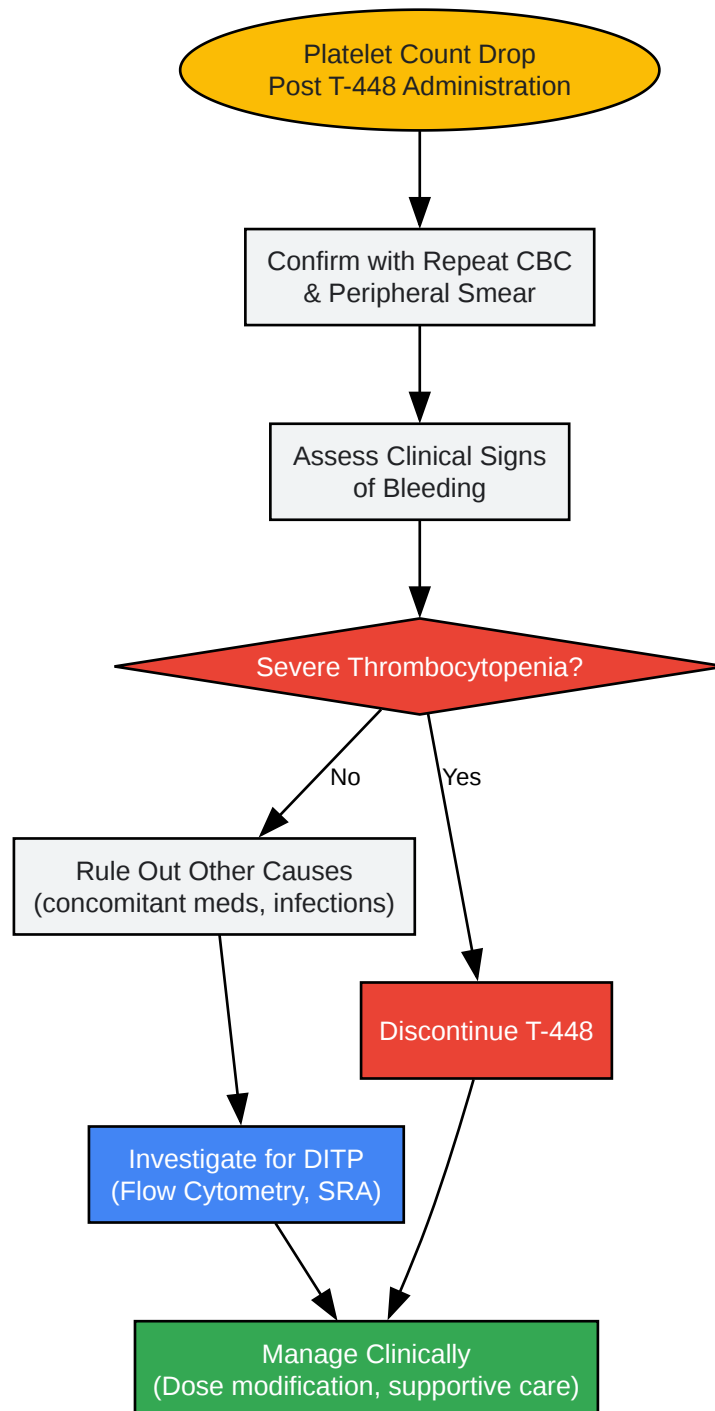 Platelet Count Drop
Post T-448 Administration
Confirm with Repeat CBC
& Peripheral Smear
Assess Clinical Signs
of Bleeding
Severe Thrombocytopenia?
No
Yes
Rule Out Other Causes
(concomitant meds, infections)
Discontinue T-448
Investigate for DITP
(Flow Cytometry, SRA)
Manage Clinically
(Dose modification, supportive care)